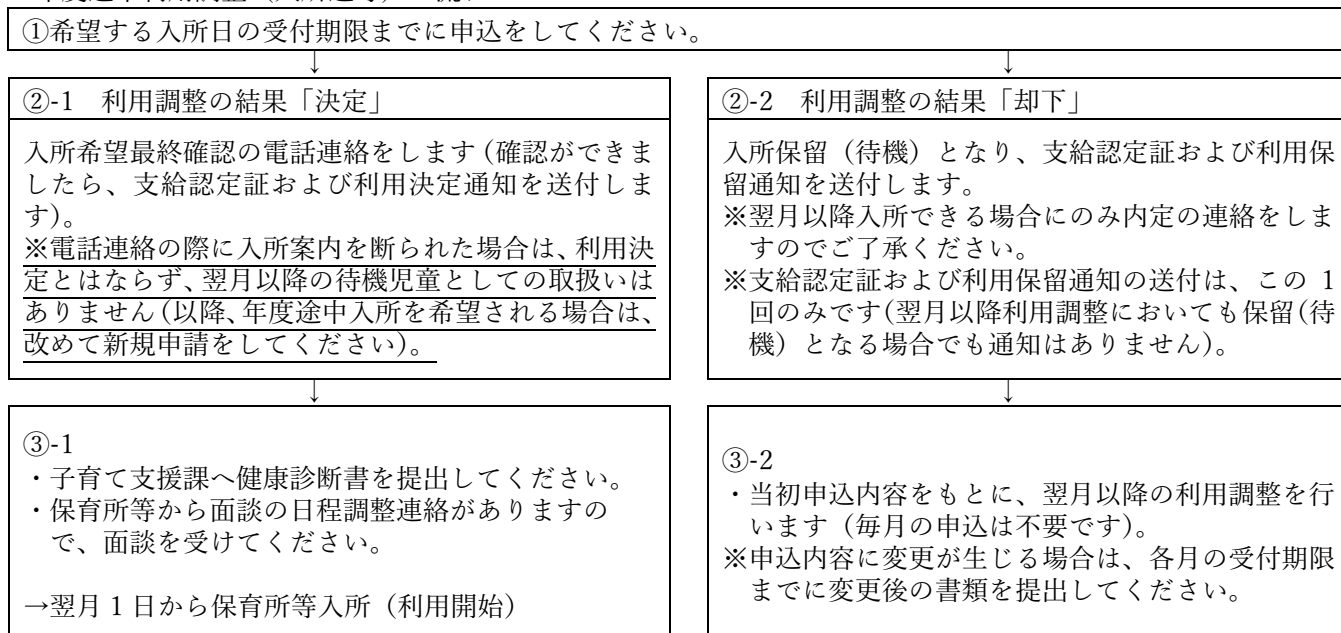 ①希望する入所日の受付期限までに申込をしてください。
↓
↓
②-1 利用調整の結果「決定」
入所希望最終確認の電話連絡をします(確認ができま
したら、支給認定証および利用決定通知を送付しま
す)。
※電話連絡の際に入所案内を断られた場合は、利用決
定とはならず、翌月以降の待機児童としての取扱いは
ありません(以降、年度途中入所を希望される場合は、
改めて新規申請をしてください)。
②-2 利用調整の結果「却下」
入所保留(待機)となり、支給認定証および利用保
留通知を送付します。
※翌月以降入所できる場合にのみ内定の連絡をしま
すのでご了承ください。
※支給認定証および利用保留通知の送付は、この 1
回のみです(翌月以降利用調整においても保留(待
機)となる場合でも通知はありません)。
↓
↓
③-1
・子育て支援課へ健康診断書を提出してください。
・保育所等から面談の日程調整連絡がありますの
で、面談を受けてください。
→翌月 1 日から保育所等入所(利用開始)
③-2
・当初申込内容をもとに、翌月以降の利用調整を行
います(毎月の申込は不要です)。
※申込内容に変更が生じる場合は、各月の受付期限
までに変更後の書類を提出してください。